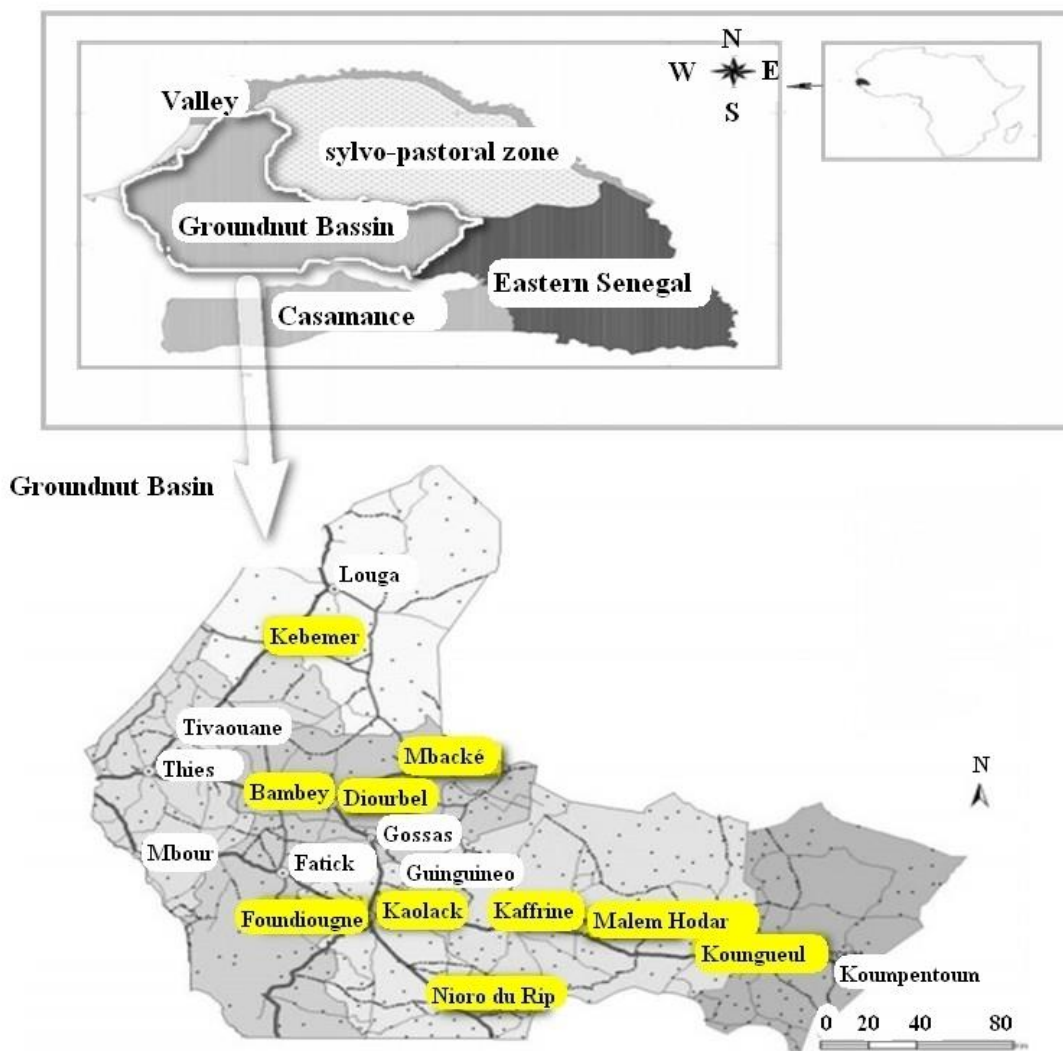 N
W E
S
Valley
sylvo-pastoral zone
Groundnut Bassin
Eastern Senegal
Casamance
Groundnut Basin
Louga
Kebemer
Tivaouane
Mbacké
Thies
N
Bambey
Diourbel
Gossas
Mbour
Fatick
Guinguineo
Foundiougne
Kaolack
Kaffrine
Malem Hodar
Koungueul
Koumpentoum
Nioro du Rip
0 20 40 80